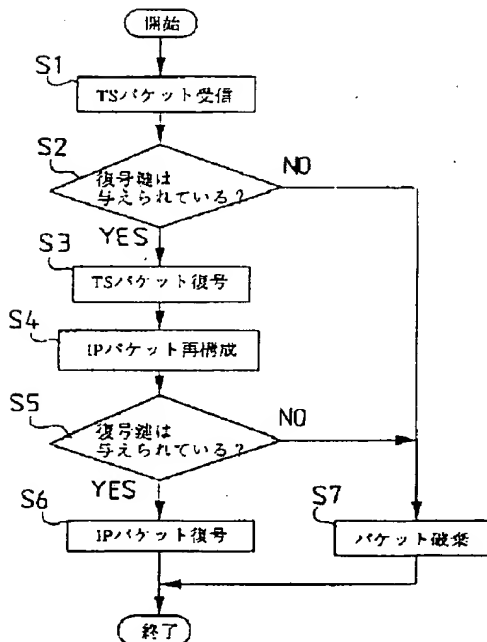 開始
S1
TSパケット受信
S2
復号鍵は
与えられている？
NO
YES
S3
TSパケット復号
S4
IPパケット再構成
S5
復号鍵は
与えられている？
NO
YES
S6
IPパケット復号
S7
パケット破棄
終了